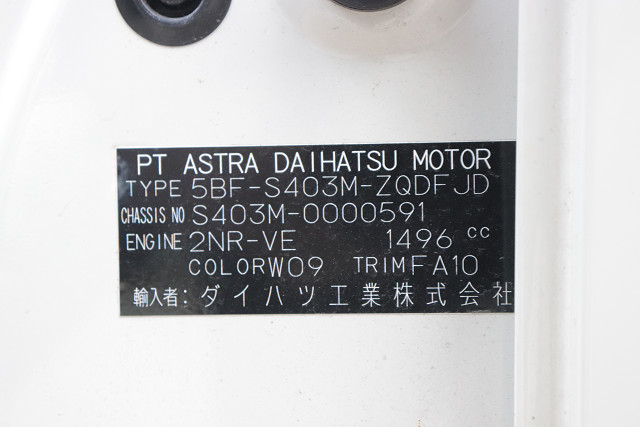 PT ASTRA DAIHATSU MOTOR
TYPE 5BF-S403M-ZQDFJD
CHASSIS NO S403M-0000591
ENGINE 2NR-VE 1496 cc
COLOR W09 TRIM FA10
輸入者: ダイハツ工業株式会社